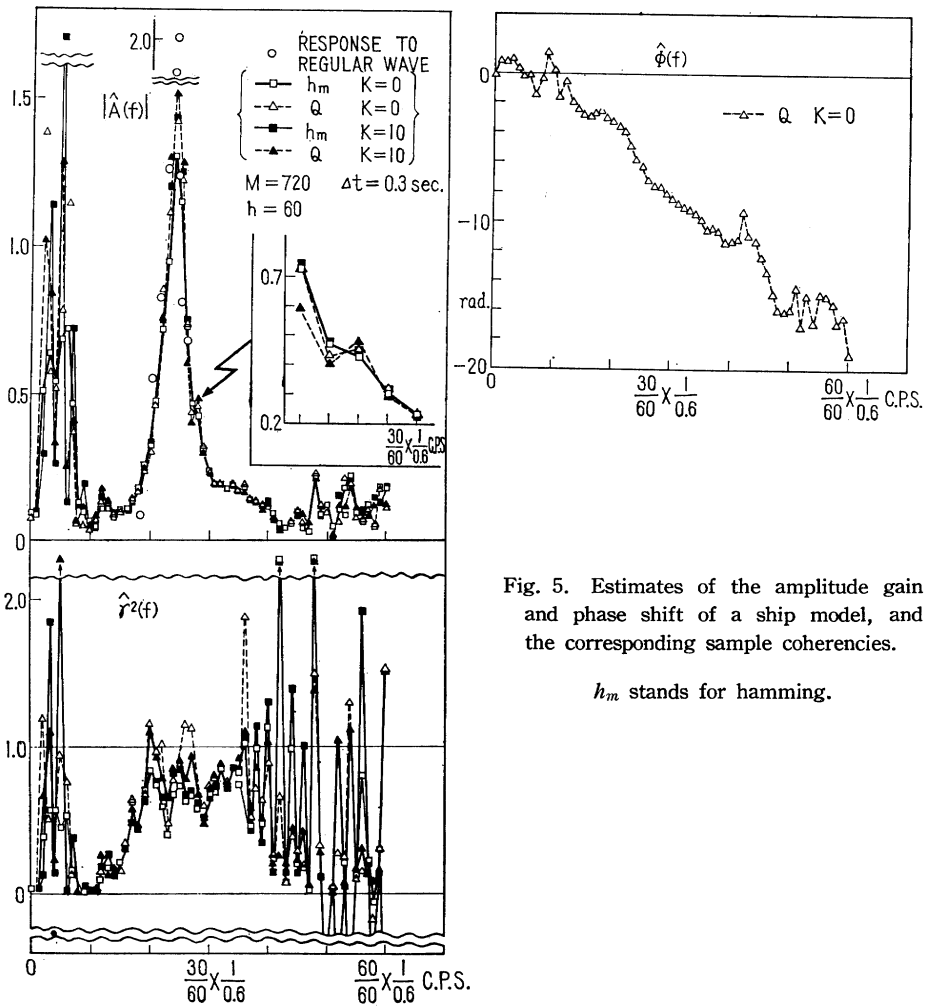 2.0
RESPONSE TO
REGULAR WAVE
1.5
|Â(f)|
hm K=0
Q K=0
hm K=10
Q K=10
M=720 Δt=0.3 sec.
h=60
1.0
0.7
0.5
0.2
30/60 X 1/0.6 C.P.S
0
ϕ̂(f)
0
Q K=0
-10
rad.
-20
0
30/60 X 1/0.6
60/60 X 1/0.6 C.P.S.
2.0
γ̂²(f)
1.0
0
0
30/60 X 1/0.6
60/60 X 1/0.6 C.P.S.
Fig. 5. Estimates of the amplitude gain
and phase shift of a ship model, and
the corresponding sample coherencies.
hm stands for hamming.